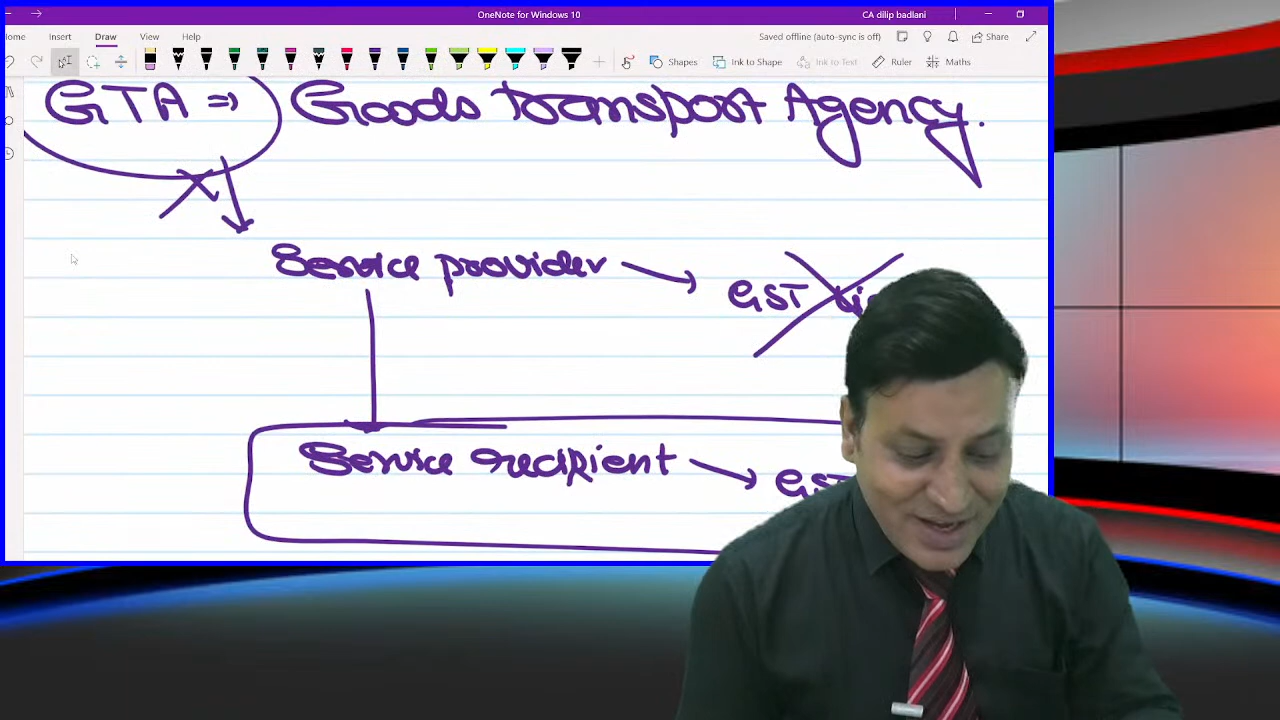 OneNote for Windows 10
CA dilip badlani
Insert
Draw
View
Help
Saved offline (auto-sync is off)
Share
Shapes
Ink to Shape
Ink to Text
Ruler
Maths
GTA => Goods transport Agency.
Service provider
GST
Service recipient
GST